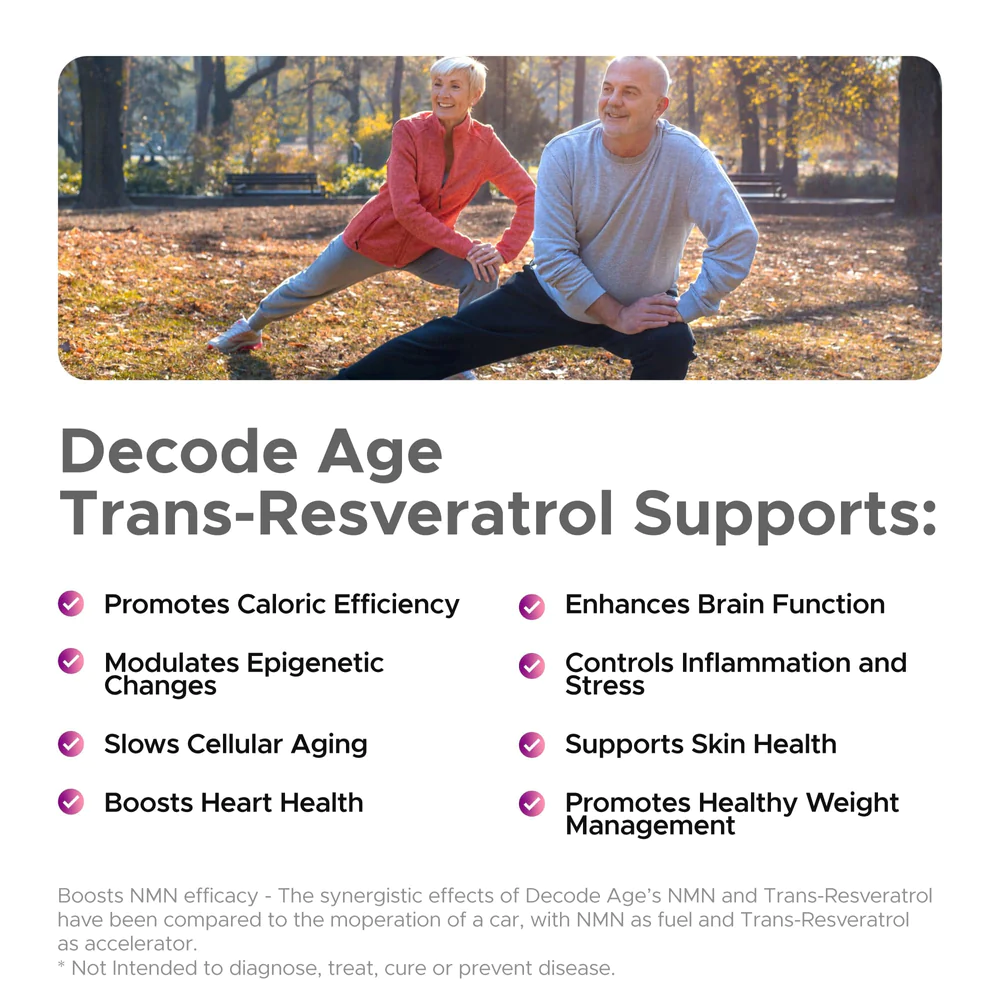 Decode Age
Trans-Resveratrol Supports:
Promotes Caloric Efficiency
Modulates Epigenetic
Changes
Slows Cellular Aging
Boosts Heart Health
Enhances Brain Function
Controls Inflammation and
Stress
Supports Skin Health
Promotes Healthy Weight
Management
Boosts NMN efficacy - The synergistic effects of Decode Age’s NMN and Trans-Resveratrol
have been compared to the moperation of a car, with NMN as fuel and Trans-Resveratrol
as accelerator.
* Not Intended to diagnose, treat, cure or prevent disease.